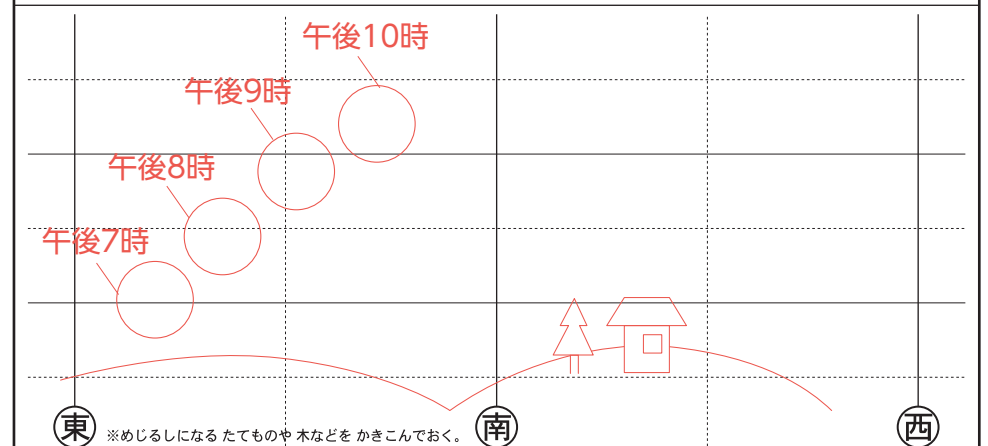 午後10時
午後9時
午後8時
午後7時
東 ※めじるしになる たてものや 木などを かきこんでおく。 南 西